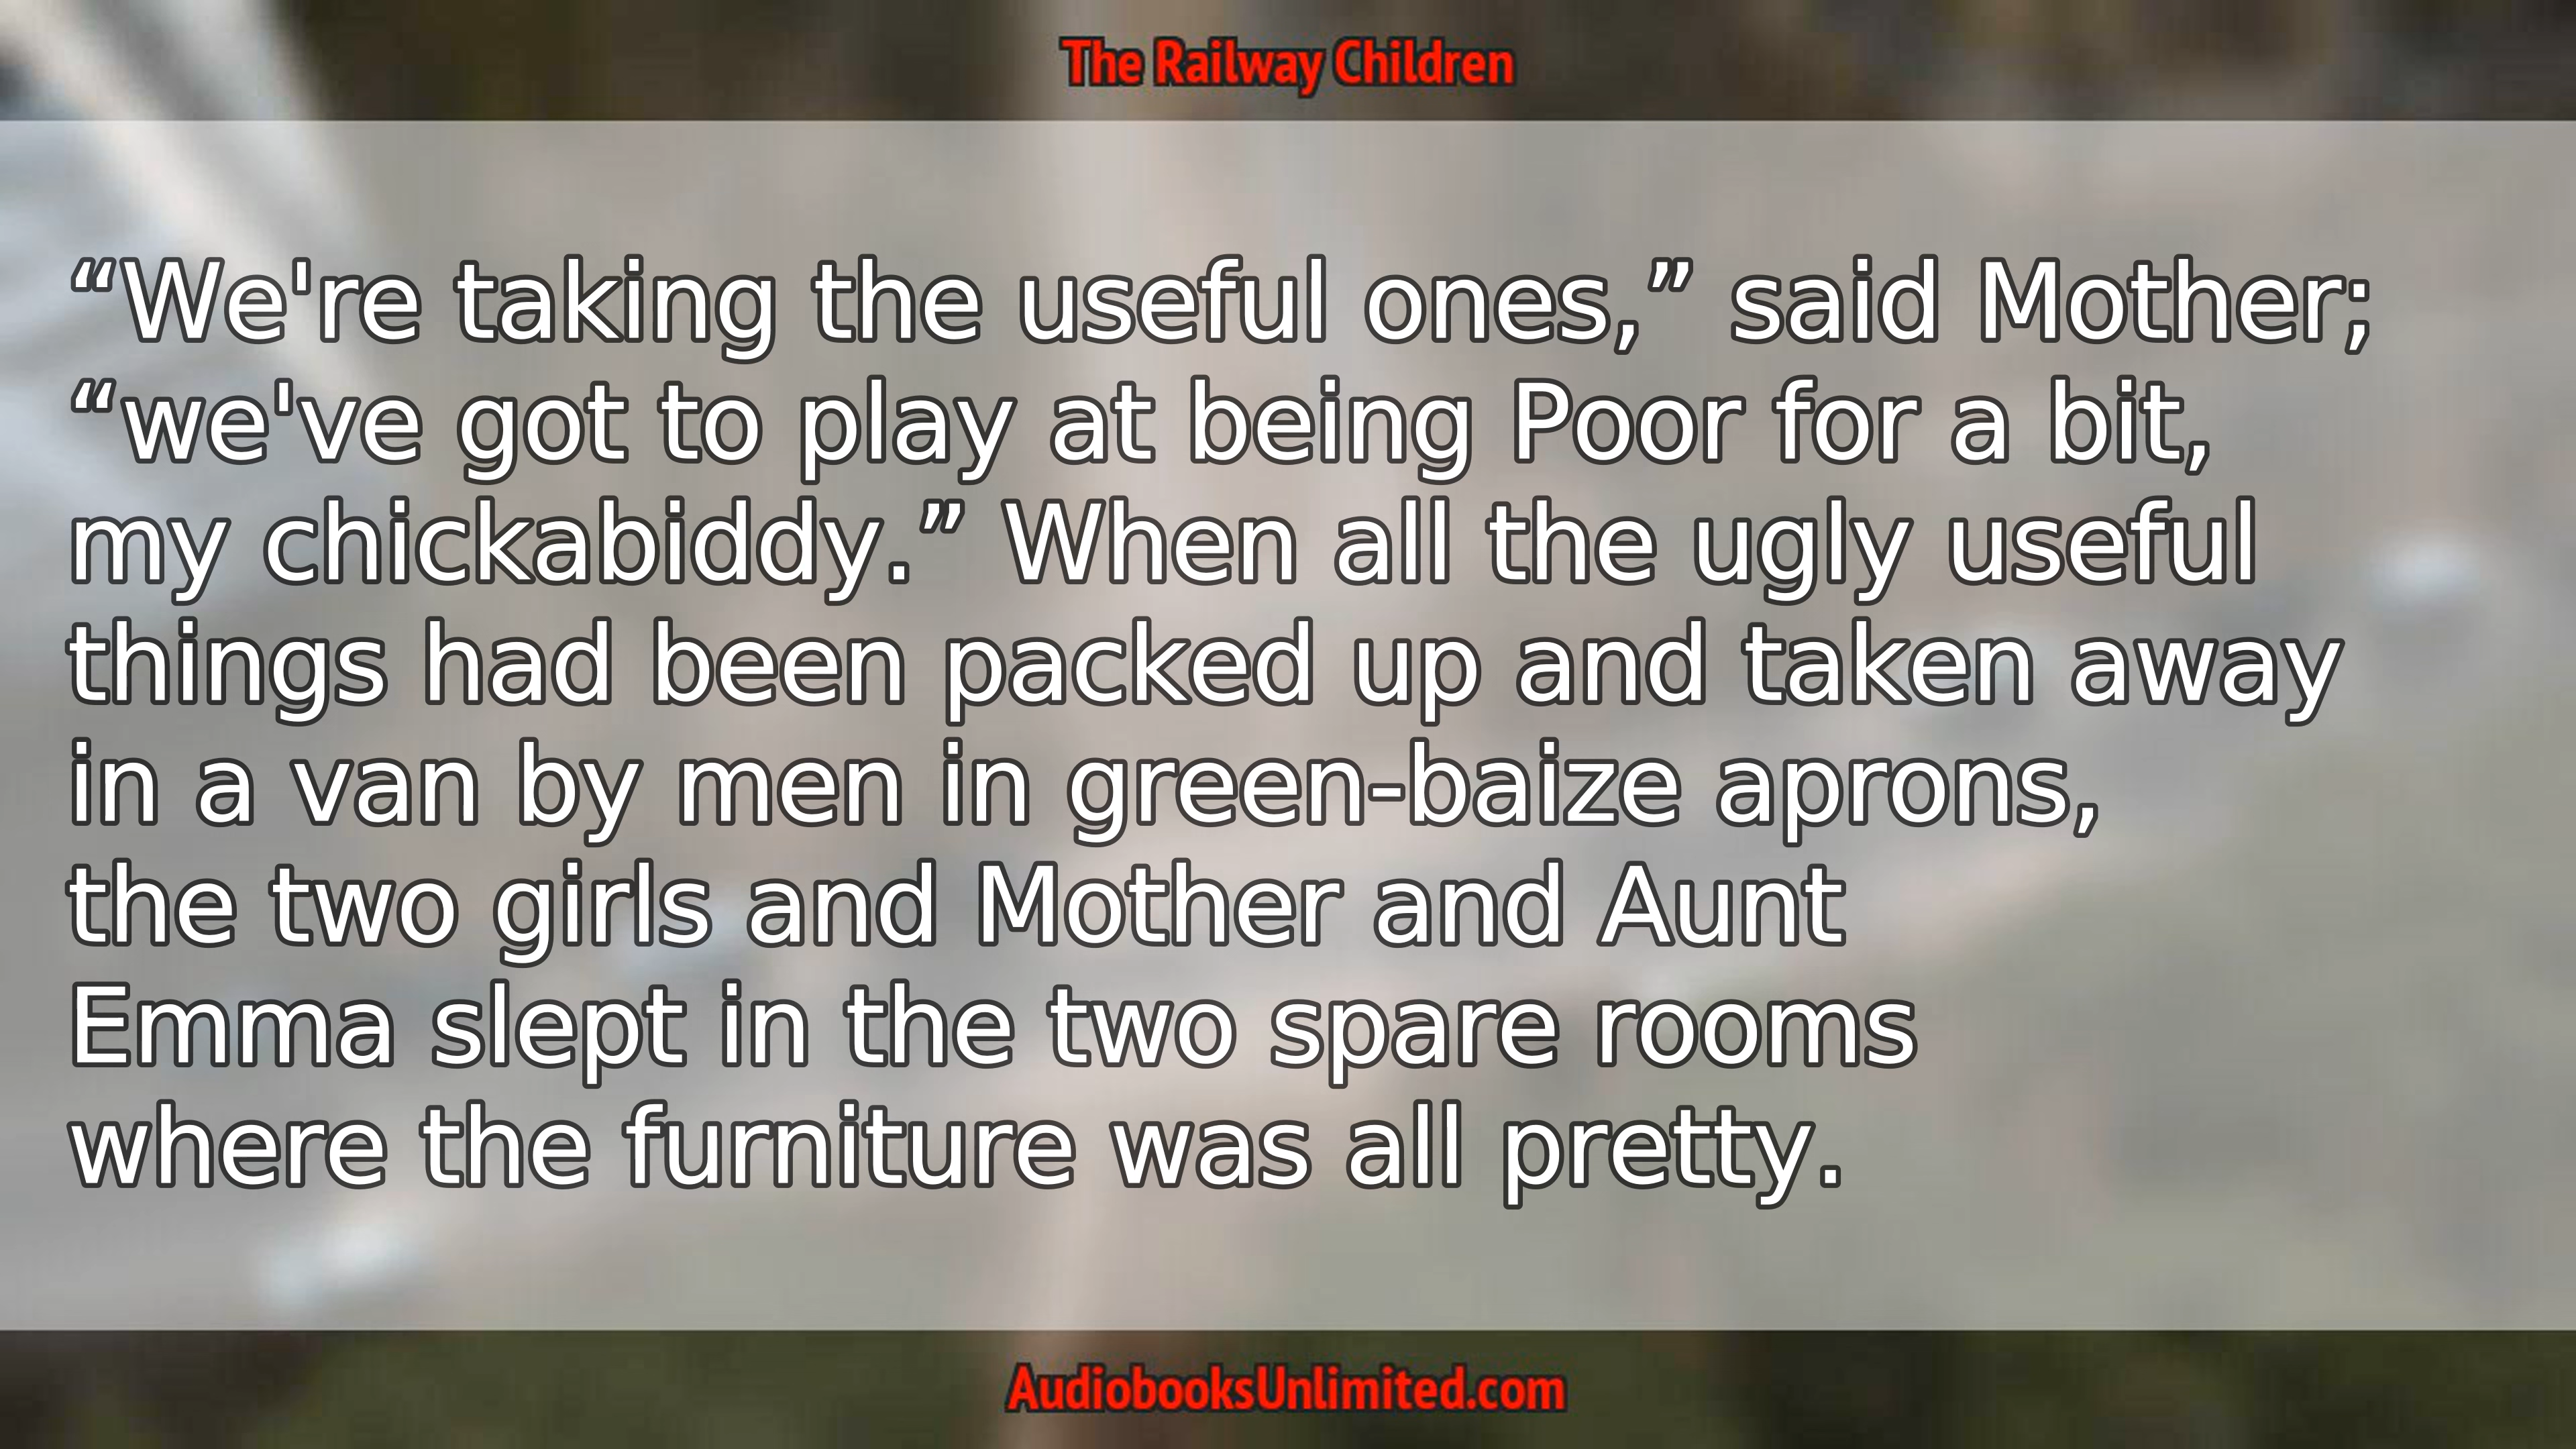 The Railway Children
“We're taking the useful ones,” said Mother;
“we've got to play at being Poor for a bit,
my chickabiddy.” When all the ugly useful
things had been packed up and taken away
in a van by men in green-baize aprons,
the two girls and Mother and Aunt
Emma slept in the two spare rooms
where the furniture was all pretty.
AudiobooksUnlimited.com